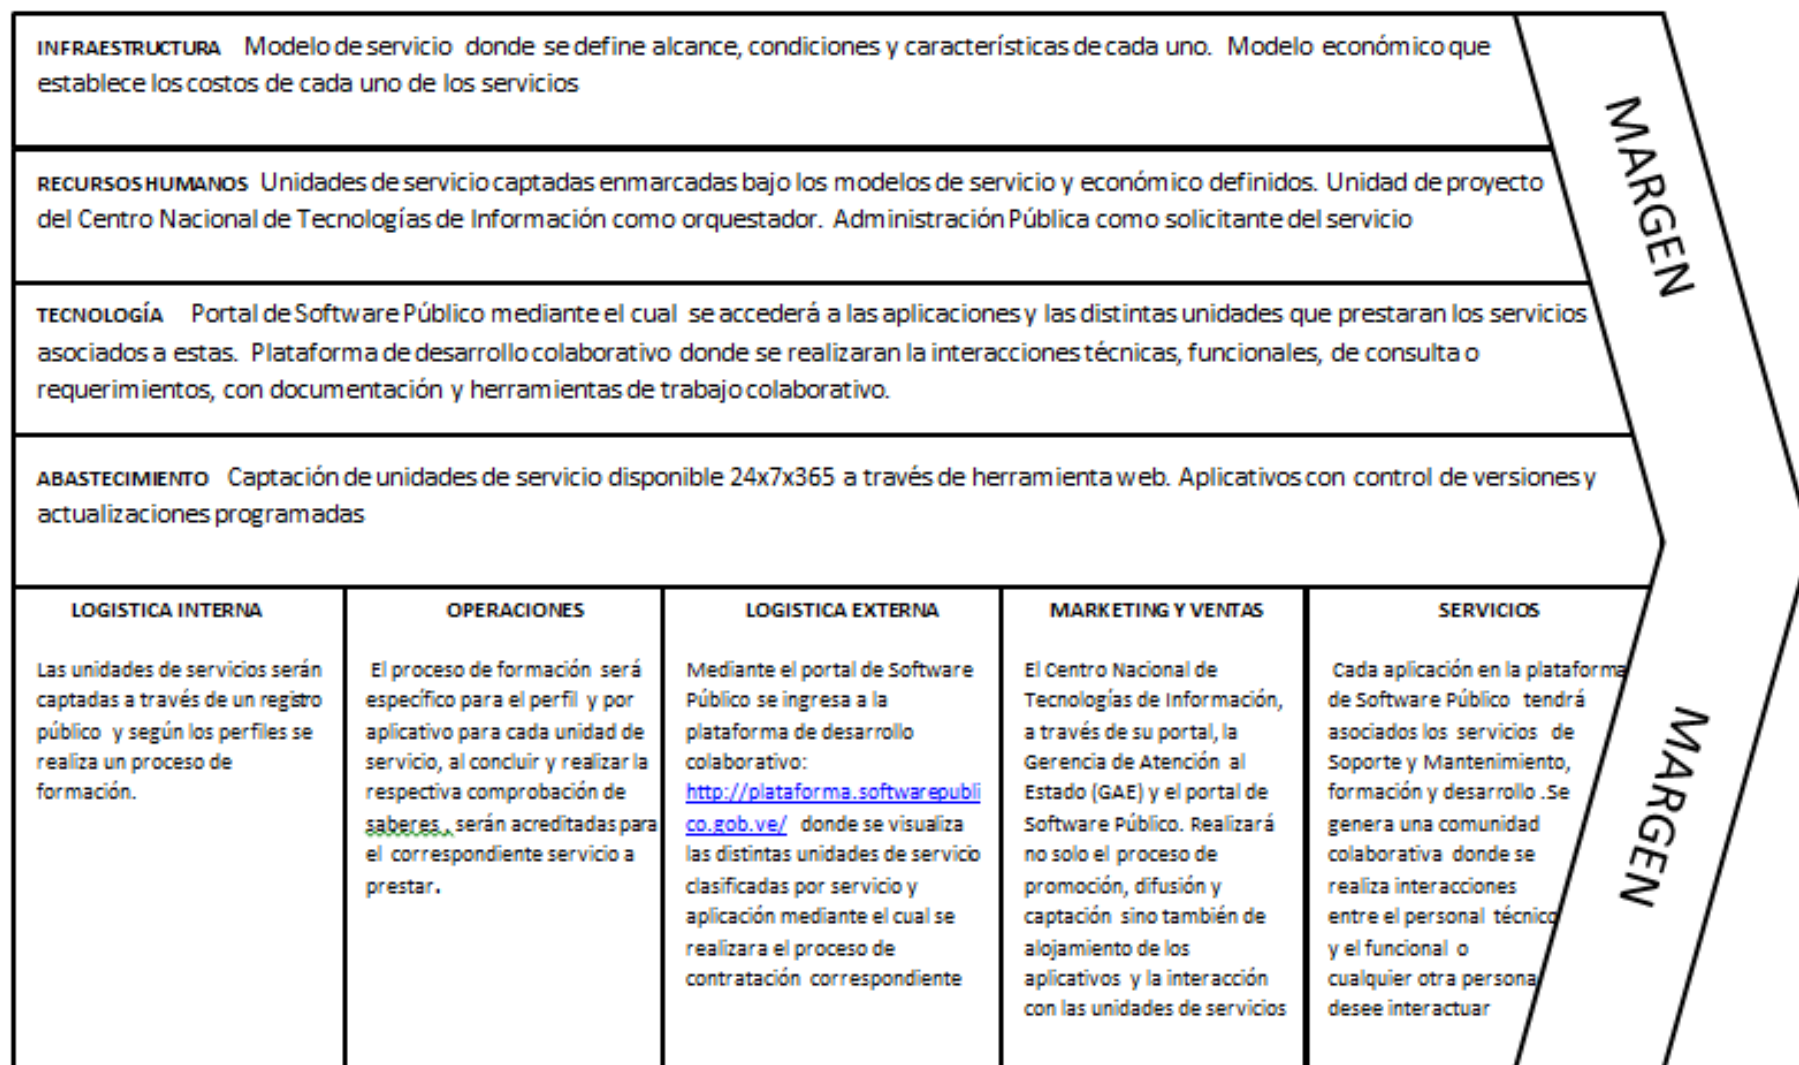 INFRAESTRUCTURA Modelo de servicio donde se define alcance, condiciones y características de cada uno. Modelo económico que
establece los costos de cada uno de los servicios
RECURSOS HUMANOS Unidades de servicio captadas enmarcadas bajo los modelos de servicio y económico definidos. Unidad de proyecto
del Centro Nacional de Tecnologías de Información como orquestador. Administración Pública como solicitante del servicio
TECNOLOGÍA Portal de Software Público mediante el cual se accederá a las aplicaciones y las distintas unidades que prestaran los servicios
asociados a estas. Plataforma de desarrollo colaborativo donde se realizaran la interacciones técnicas, funcionales, de consulta o
requerimientos, con documentación y herramientas de trabajo colaborativo.
ABASTECIMIENTO Captación de unidades de servicio disponible 24x7x365 a través de herramienta web. Aplicativos con control de versiones y
actualizaciones programadas
MARGEN
LOGISTICA INTERNA
Las unidades de servicios serán
captadas a través de un registro
público y según los perfiles se
realiza un proceso de
formación.
OPERACIONES
El proceso de formación será
específico para el perfil y por
aplicativo para cada unidad de
servicio, al concluir y realizar la
respectiva comprobación de
saberes , serán acreditadas para
el correspondiente servicio a
prestar.
LOGISTICA EXTERNA
Mediante el portal de Software
Público se ingresa a la
plataforma de desarrollo
colaborativo:
http://plataforma.softwarepubli
co.gob.ve/ donde se visualiza
las distintas unidades de servicio
clasificadas por servicio y
aplicación mediante el cual se
realizara el proceso de
contratación correspondiente
MARKETING Y VENTAS
El Centro Nacional de
Tecnologías de Información,
a través de su portal, la
Gerencia de Atención al
Estado (GAE) y el portal de
Software Público. Realizará
no solo el proceso de
promoción, difusión y
captación sino también de
alojamiento de los
aplicativos y la interacción
con las unidades de servicios
SERVICIOS
Cada aplicación en la plataforma
de Software Público tendrá
asociados los servicios de
Soporte y Mantenimiento,
formación y desarrollo .Se
genera una comunidad
colaborativa donde se
realiza interacciones
entre el personal técnico
y el funcional o
cualquier otra persona
desee interactuar
MARGEN